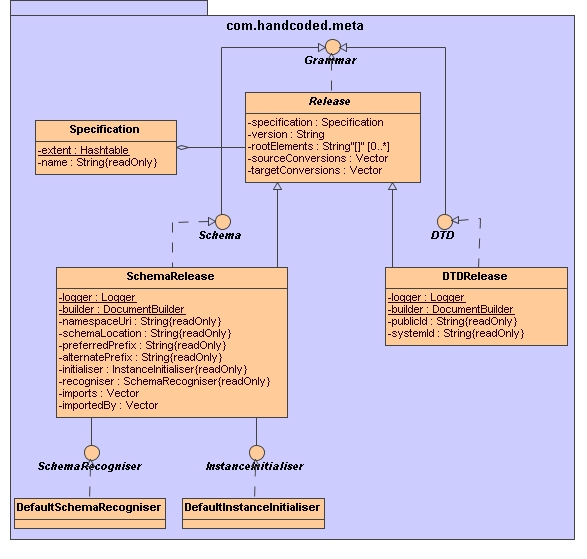 com.handcoded.meta
Grammar
Release
-specification : Specification
-version : String
-rootElements : String"[]" [0..*]
-sourceConversions : Vector
-targetConversions : Vector
Specification
-extent : Hashtable
-name : String{readOnly}
Schema
DTD
SchemaRelease
-logger : Logger
-builder : DocumentBuilder
-namespaceUri : String{readOnly}
-schemaLocation : String{readOnly}
-preferredPrefix : String{readOnly}
-alternatePrefix : String{readOnly}
-initialiser : InstanceInitialiser{readOnly}
-recogniser : SchemaRecogniser{readOnly}
-imports : Vector
-importedBy : Vector
DTDRelease
-logger : Logger
-builder : DocumentBuilder
-publicId : String{readOnly}
-systemId : String{readOnly}
SchemaRecogniser
InstanceInitialiser
DefaultSchemaRecogniser
DefaultInstanceInitialiser